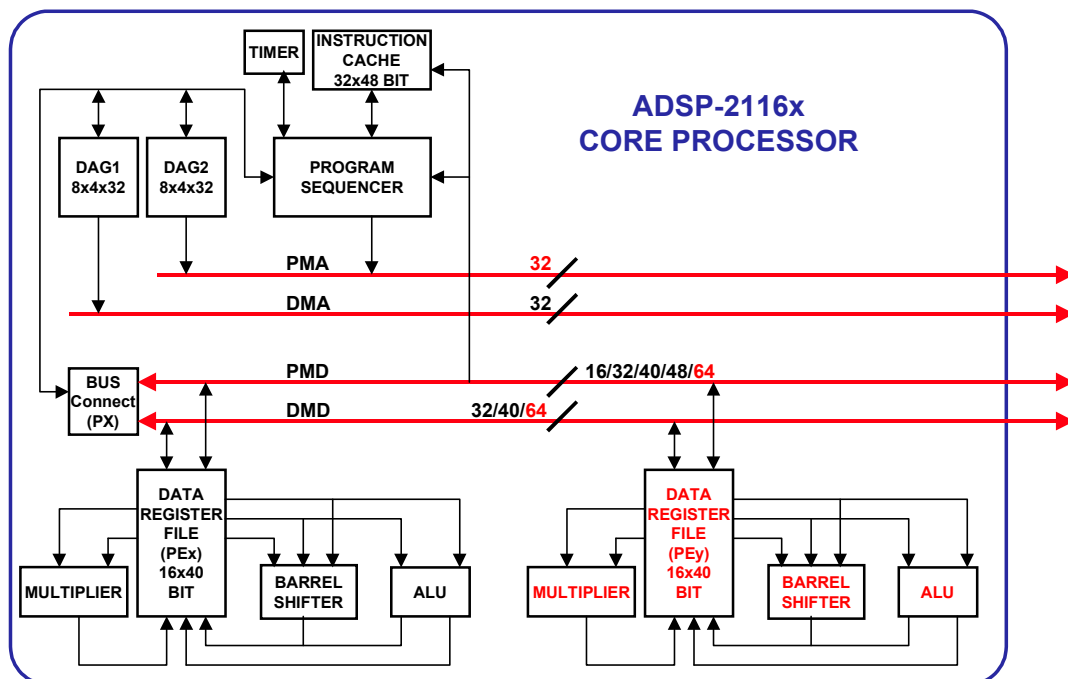 TIMER
INSTRUCTION
CACHE
32x48 BIT
ADSP-2116x
CORE PROCESSOR
DAG1
8x4x32
DAG2
8x4x32
PROGRAM
SEQUENCER
PMA
32
DMA
32
BUS
Connect
(PX)
PMD
16/32/40/48/64
DMD
32/40/64
DATA
REGISTER
FILE
(PEx)
16x40
BIT
MULTIPLIER
BARREL
SHIFTER
ALU
DATA
REGISTER
FILE
(PEy)
16x40
BIT
MULTIPLIER
BARREL
SHIFTER
ALU